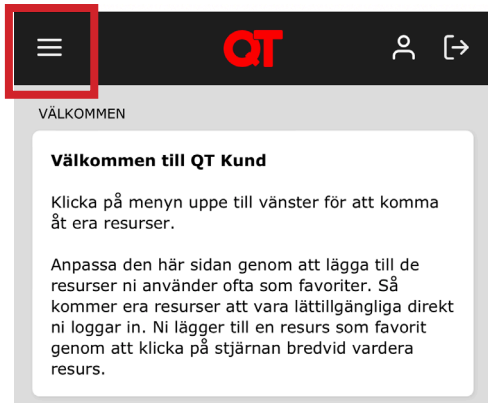 QT
VÄLKOMMEN
Välkommen till QT Kund
Klicka på menyn uppe till vänster för att komma
åt era resurser.
Anpassa den här sidan genom att lägga till de
resurser ni använder ofta som favoriter. Så
kommer era resurser att vara lättillgängliga direkt
ni loggar in. Ni lägger till en resurs som favorit
genom att klicka på stjärnan bredvid vardera
resurs.